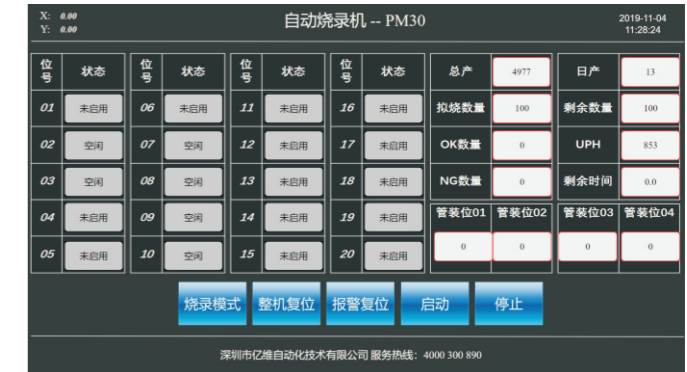 X: 0.00
Y: 0.00
自动烧录机 -- PM30
2019-11-04
11:28:24
位号 状态 位号 状态 位号 状态 位号 状态 总产 4977 日产 13
01 未启用 06 未启用 11 未启用 16 未启用 拟烧数量 100 剩余数量 100
02 空闲 07 空闲 12 未启用 17 未启用 OK数量 0 UPH 853
03 空闲 08 空闲 13 未启用 18 未启用 NG数量 0 剩余时间 0.0
04 未启用 09 空闲 14 未启用 19 未启用 管装位01 管装位02 管装位03 管装位04
05 未启用 10 空闲 15 未启用 20 未启用 0 0 0 0
烧录模式 整机复位 报警复位 启动 停止
深圳市亿维自动化技术有限公司 服务热线：4000 300 890